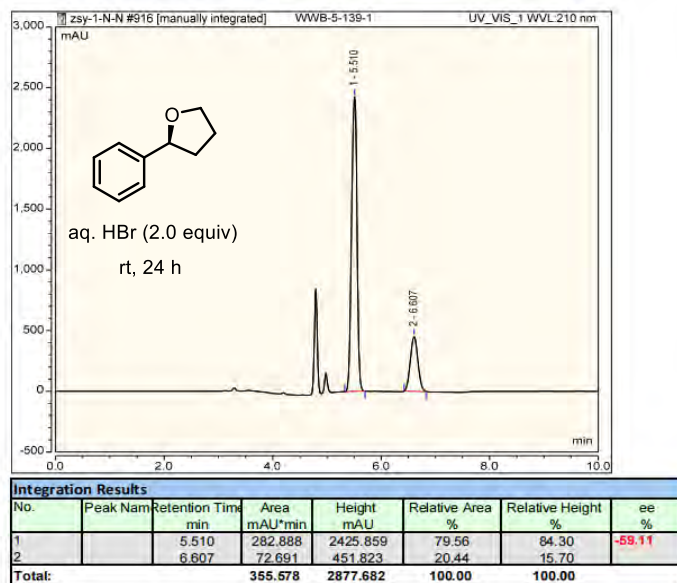 zsy-1-N-N #916 [manually integrated] WWB-5-139-1 UV_VIS_1 WVL:210 nm
3,000
mAU
2,500
2,000
1,500
1,000
500
0
-500
1 - 5.510
2 - 6.607
O
aq. HBr (2.0 equiv)
rt, 24 h
min
0.0 2.0 4.0 6.0 8.0 10.0
Integration Results
No. Peak Nam Retention Time Area Height Relative Area Relative Height ee
min mAU*min mAU % % %
1 5.510 282.888 2425.859 79.56 84.30 -59.11
2 6.607 72.691 451.823 20.44 15.70
Total: 355.578 2877.682 100.00 100.00